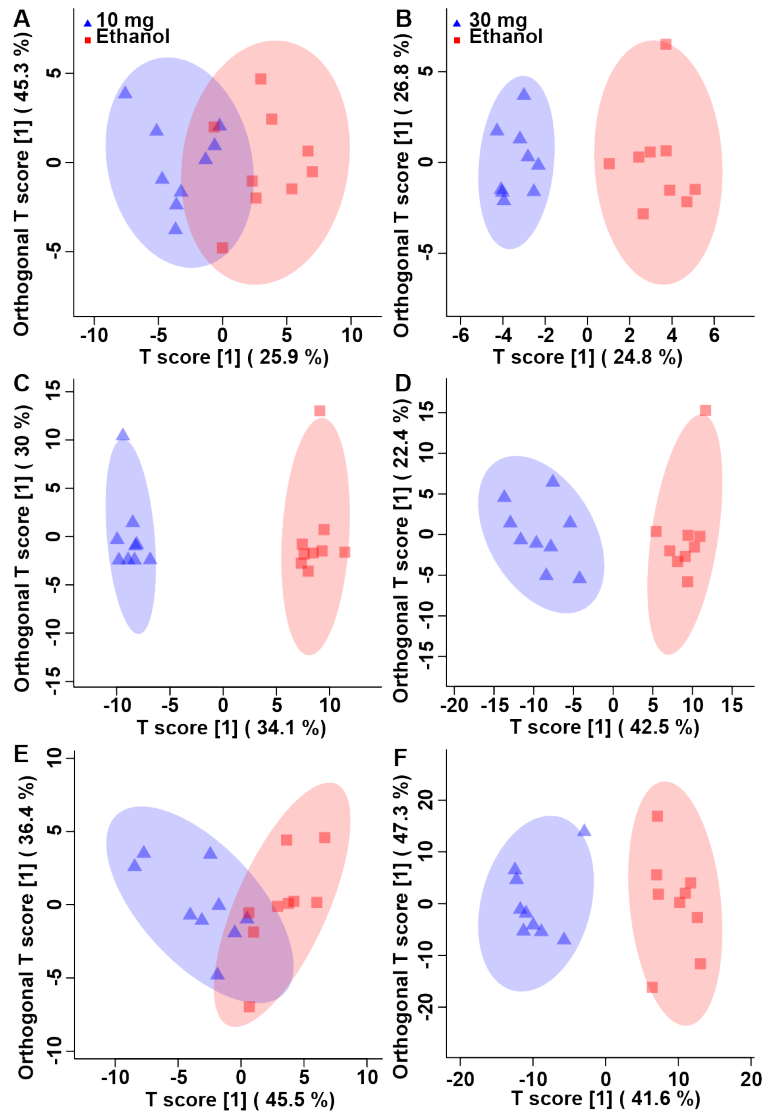 A
10 mg
Ethanol
Orthogonal T score [1] ( 45.3 %)
5
0
-5
-10
-5
0
5
10
T score [1] ( 25.9 %)
B
30 mg
Ethanol
Orthogonal T score [1] ( 26.8 %)
5
0
-5
-6
-4
-2
0
2
4
6
T score [1] ( 24.8 %)
C
Orthogonal T score [1] ( 30 %)
15
10
5
0
-5
-10
-15
-10
-5
0
5
10
T score [1] ( 34.1 %)
D
Orthogonal T score [1] ( 22.4 %)
15
10
5
0
-5
-10
-15
-20
-15
-10
-5
0
5
10
15
T score [1] ( 42.5 %)
E
Orthogonal T score [1] ( 36.4 %)
10
5
0
-5
-10
-10
-5
0
5
10
T score [1] ( 45.5 %)
F
Orthogonal T score [1] ( 47.3 %)
20
10
0
-10
-20
-20
-10
0
10
20
T score [1] ( 41.6 %)